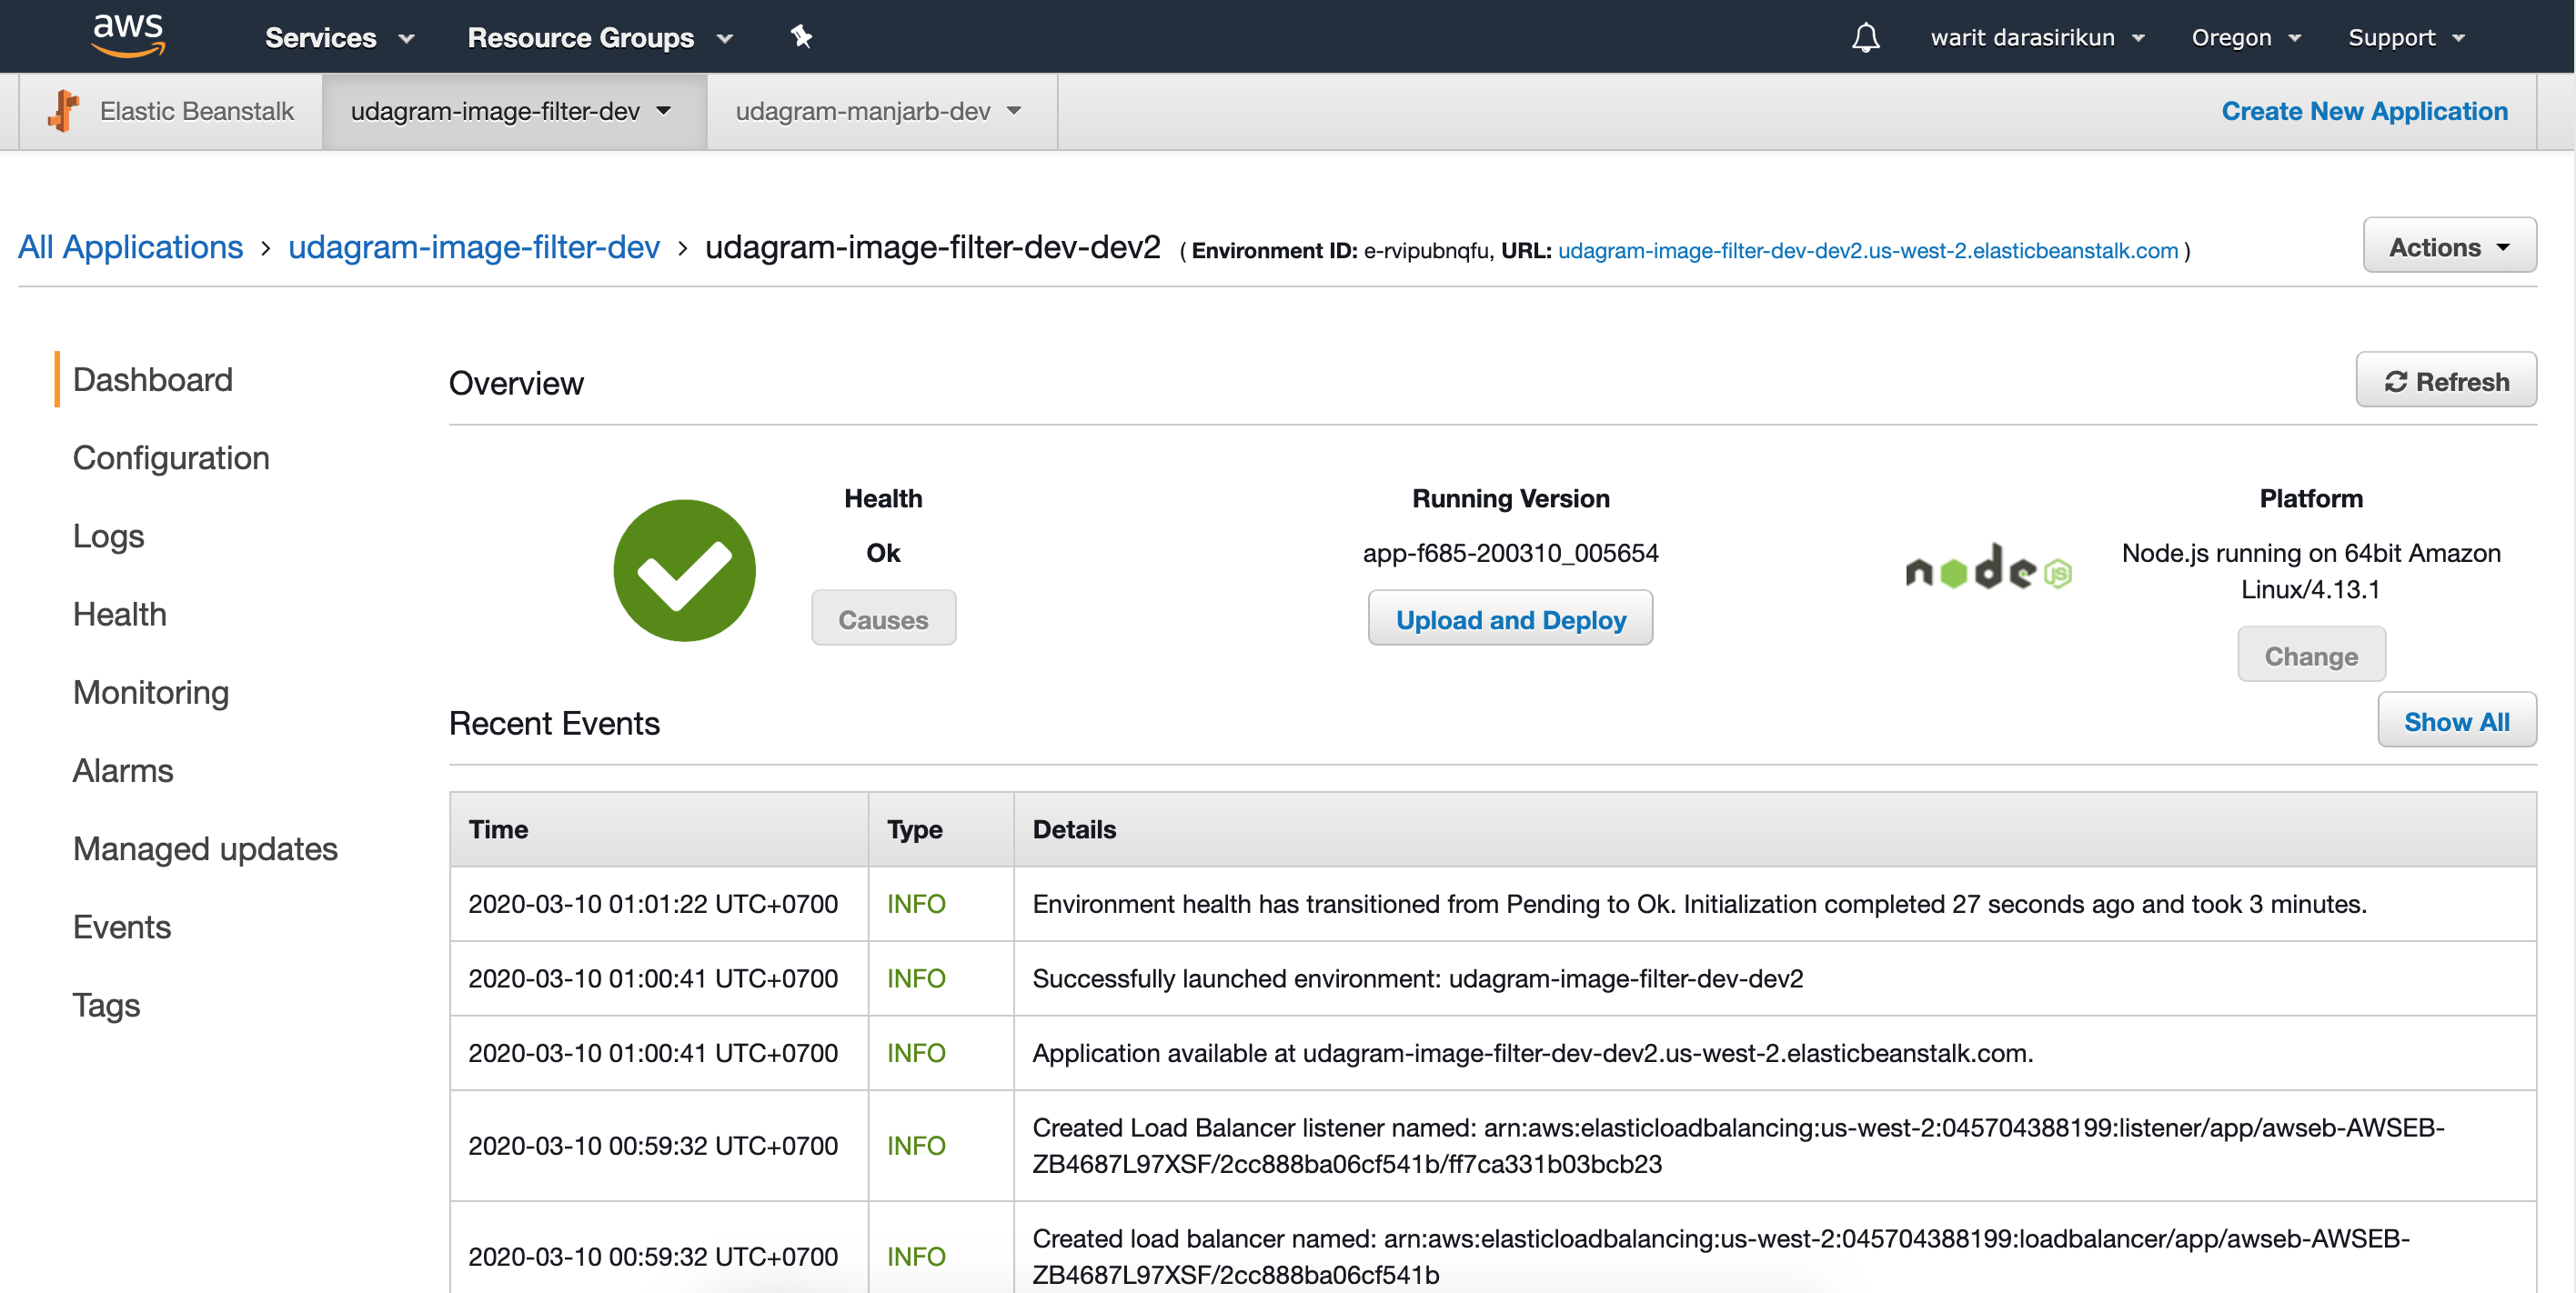 aws Services Resource Groups warit darasirikun Oregon Support
Elastic Beanstalk udagram-image-filter-dev udagram-manjarb-dev Create New Application
All Applications > udagram-image-filter-dev > udagram-image-filter-dev-dev2 ( Environment ID: e-rvipubnqfu, URL: udagram-image-filter-dev-dev2.us-west-2.elasticbeanstalk.com ) Actions
Dashboard
Configuration
Logs
Health
Monitoring
Alarms
Managed updates
Events
Tags
Overview Refresh
Health
Ok
Causes
Running Version
app-f685-200310_005654
Upload and Deploy
node JS
Platform
Node.js running on 64bit Amazon
Linux/4.13.1
Change
Recent Events Show All
Time Type Details
2020-03-10 01:01:22 UTC+0700 INFO Environment health has transitioned from Pending to Ok. Initialization completed 27 seconds ago and took 3 minutes.
2020-03-10 01:00:41 UTC+0700 INFO Successfully launched environment: udagram-image-filter-dev-dev2
2020-03-10 01:00:41 UTC+0700 INFO Application available at udagram-image-filter-dev-dev2.us-west-2.elasticbeanstalk.com.
2020-03-10 00:59:32 UTC+0700 INFO Created Load Balancer listener named: arn:aws:elasticloadbalancing:us-west-2:045704388199:listener/app/awseb-AWSEB-
ZB4687L97XSF/2cc888ba06cf541b/ff7ca331b03bcb23
2020-03-10 00:59:32 UTC+0700 INFO Created load balancer named: arn:aws:elasticloadbalancing:us-west-2:045704388199:loadbalancer/app/awseb-AWSEB-
ZB4687L97XSF/2cc888ba06cf541b